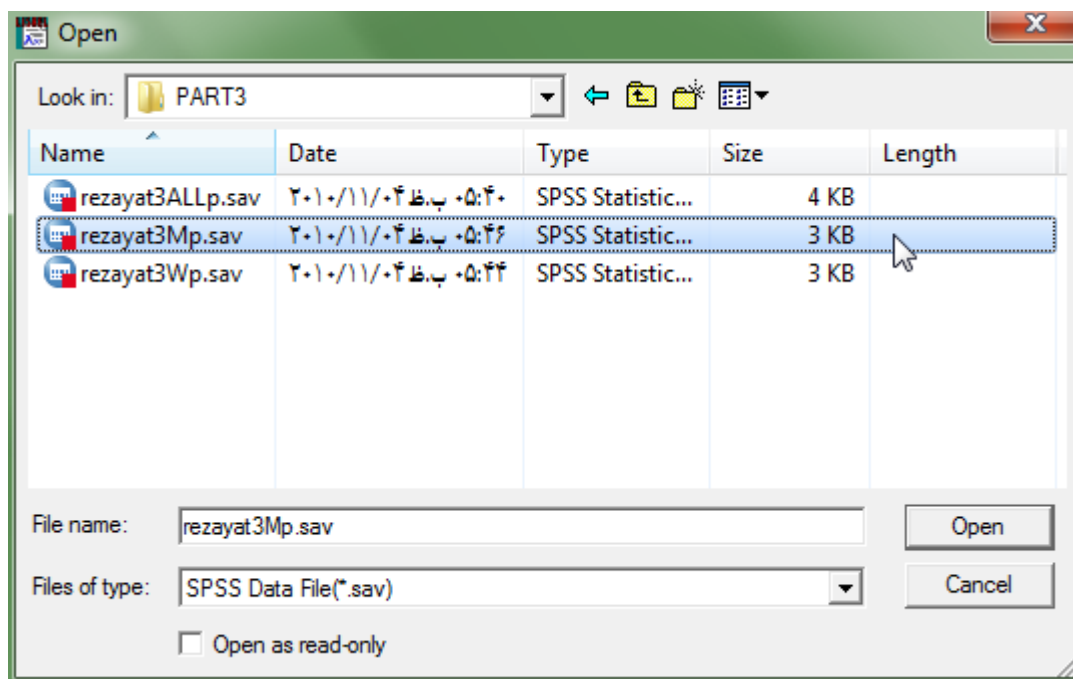 Open
Look in: PART3
Name Date Type Size Length
rezayat3ALLp.sav ۲۰۱۰/۱۱/۰۴ ب.ظ ۰۵:۴۰ SPSS Statistic... 4 KB
rezayat3Mp.sav ۲۰۱۰/۱۱/۰۴ ب.ظ ۰۵:۴۶ SPSS Statistic... 3 KB
rezayat3Wp.sav ۲۰۱۰/۱۱/۰۴ ب.ظ ۰۵:۴۴ SPSS Statistic... 3 KB
File name: rezayat3Mp.sav Open
Files of type: SPSS Data File(*.sav) Cancel
Open as read-only